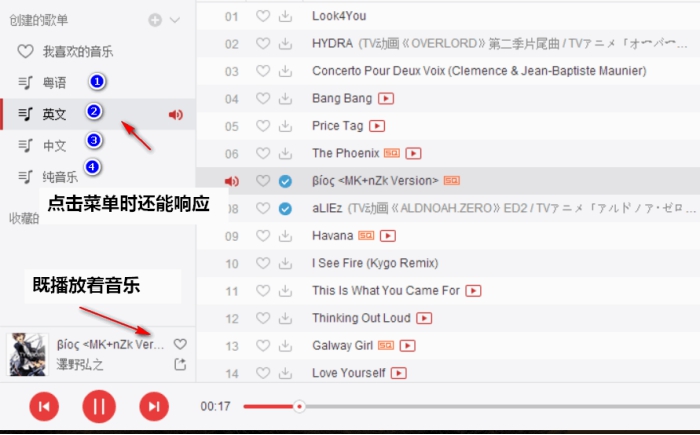 创建的歌单
我喜欢的音乐
粤语 1
英文 2
中文 3
纯音乐 4
点击菜单时还能响应
收藏的
既播放着音乐
βίος <MK+nZk Ver...
澤野弘之
01 Look4You
02 HYDRA (TV动画《OVERLORD》第二季片尾曲 / TVアニメ「オーバー...
03 Concerto Pour Deux Voix (Clemence & Jean-Baptiste Maunier)
04 Bang Bang
05 Price Tag
06 The Phoenix SQ
βίος <MK+nZk Version> SQ
08 aLIEz (TV动画《ALDNOAH.ZERO》ED2 / TVアニメ「アルドノア・ゼロ...
09 Havana SQ
10 I See Fire (Kygo Remix)
11 This Is What You Came For
12 Thinking Out Loud
13 Galway Girl SQ
14 Love Yourself
00:17